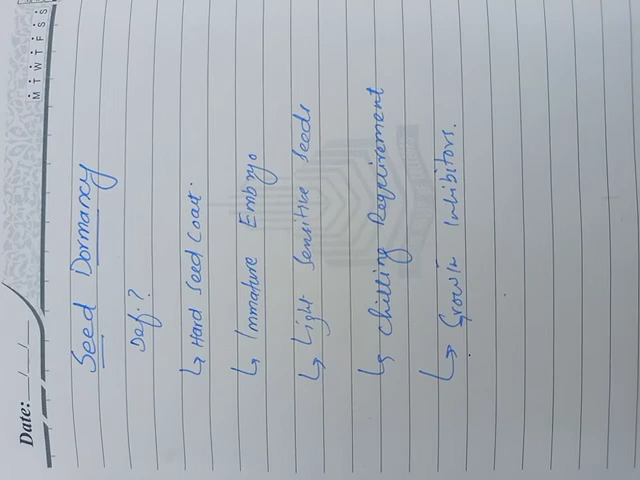 M T W T F S S
Date: __/__/__
Seed Dormancy
Def.?
↳ Hard Seed Coat.
↳ Immature Embryo
↳ Light Sensitive Seeds
↳ Chilling Requirement
↳ Growth Inhibitors.